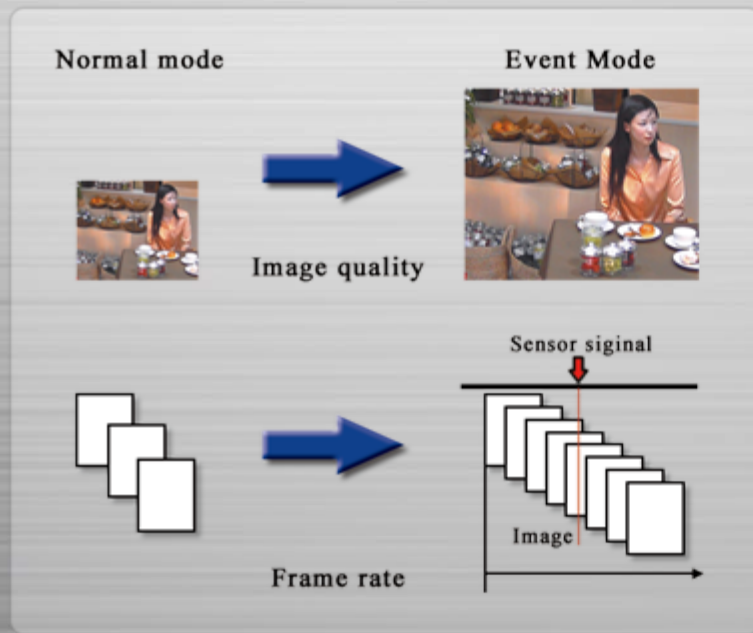 Normal mode
Event Mode
Image quality
Sensor siginal
Image
Frame rate